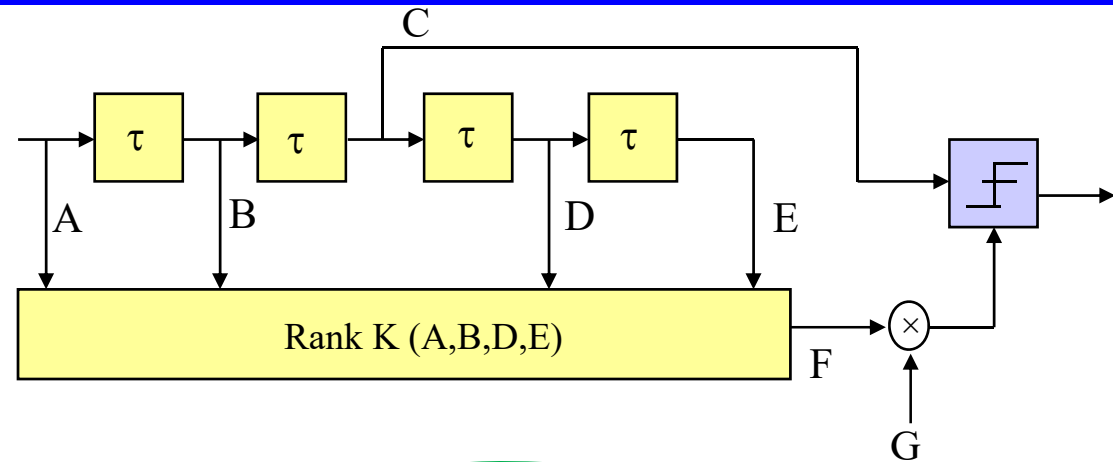 C
τ
τ
τ
τ
A
B
D
E
Rank K (A,B,D,E)
F
×
G